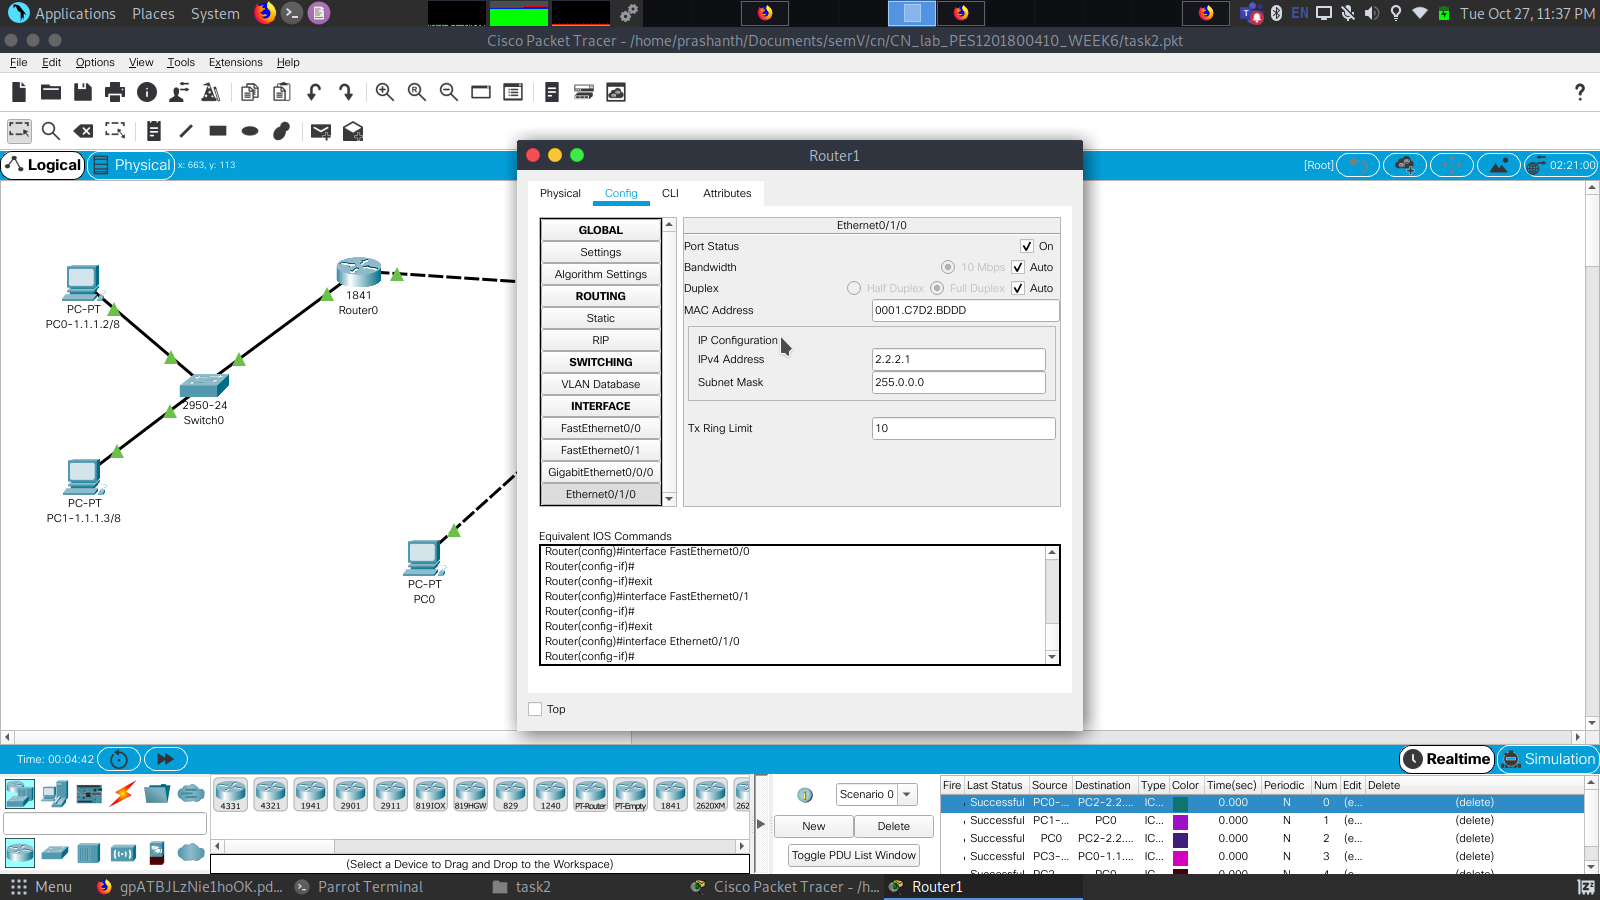 Applications Places System EN Tue Oct 27, 11:37 PM
Cisco Packet Tracer - /home/prashanth/Documents/semV/cn/CN_lab_PES1201800410_WEEK6/task2.pkt
File Edit Options View Tools Extensions Help
?
Logical Physical x: 663, y: 113 [Root] 02:21:00
Router1
Physical Config CLI Attributes
GLOBAL
Settings
Algorithm Settings
ROUTING
Static
RIP
SWITCHING
VLAN Database
INTERFACE
FastEthernet0/0
FastEthernet0/1
GigabitEthernet0/0/0
Ethernet0/1/0
Ethernet0/1/0
Port Status On
Bandwidth 10 Mbps Auto
Duplex Half Duplex Full Duplex Auto
MAC Address 0001.C7D2.BDDD
IP Configuration
IPv4 Address 2.2.2.1
Subnet Mask 255.0.0.0
Tx Ring Limit 10
Equivalent IOS Commands
Router(config)#interface FastEthernet0/0
Router(config-if)#
Router(config-if)#exit
Router(config)#interface FastEthernet0/1
Router(config-if)#
Router(config-if)#exit
Router(config)#interface Ethernet0/1/0
Router(config-if)#
Top
PC-PT
PC0-1.1.1.2/8
1841
Router0
2950-24
Switch0
PC-PT
PC1-1.1.1.3/8
PC-PT
PC0
Time: 00:04:42 Realtime Simulation
4331 4321 1941 2901 2911 819IOX 819HGW 829 1240 PT-Router PT-Empty 1841 2620XM 262
(Select a Device to Drag and Drop to the Workspace)
Scenario 0
New Delete
Toggle PDU List Window
Fire Last Status Source Destination Type Color Time(sec) Periodic Num Edit Delete
Successful PC0-... PC2-2.2.... IC... 0.000 N 0 (e... (delete)
Successful PC1-... PC0 IC... 0.000 N 1 (e... (delete)
Successful PC0 PC2-2.2.... IC... 0.000 N 2 (e... (delete)
Successful PC3-... PC0-1.1.... IC... 0.000 N 3 (e... (delete)
Menu gpATBJLzNie1hoOK.pd... Parrot Terminal task2 Cisco Packet Tracer - /h... Router1